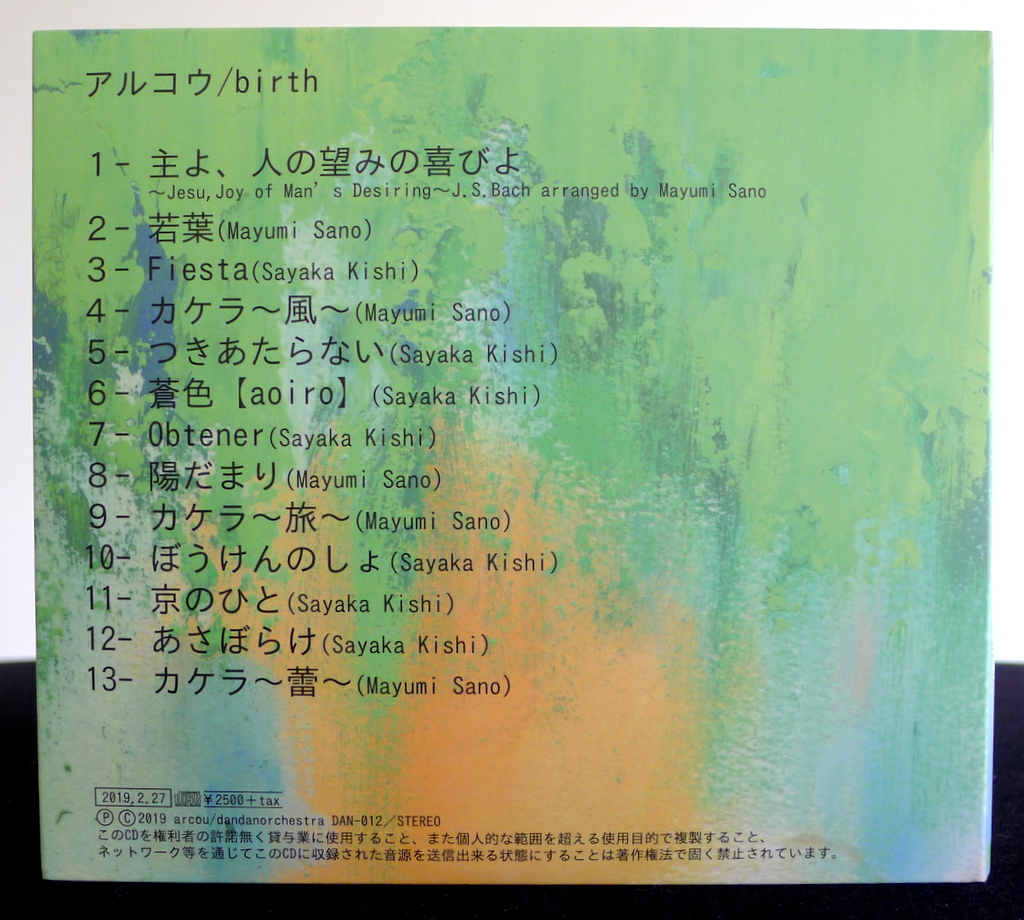 アルコウ/birth
1- 主よ、人の望みの喜びよ
～Jesu,Joy of Man's Desiring～J.S.Bach arranged by Mayumi Sano
2- 若葉(Mayumi Sano)
3- Fiesta(Sayaka Kishi)
4- カケラ～風～(Mayumi Sano)
5- つきあたらない(Sayaka Kishi)
6- 蒼色【aoiro】(Sayaka Kishi)
7- Obtener(Sayaka Kishi)
8- 陽だまり(Mayumi Sano)
9- カケラ～旅～(Mayumi Sano)
10- ぼうけんのしょ(Sayaka Kishi)
11- 京のひと(Sayaka Kishi)
12- あさぼらけ(Sayaka Kishi)
13- カケラ～蕾～(Mayumi Sano)
2019.2.27 ¥2500+tax
Ⓟ Ⓒ2019 arcou/dandanorchestra DAN-012／STEREO
このCDを権利者の許諾無く貸与業に使用すること、また個人的な範囲を超える使用目的で複製すること、
ネットワーク等を通じてこのCDに収録された音源を送信出来る状態にすることは著作権法で固く禁止されています。